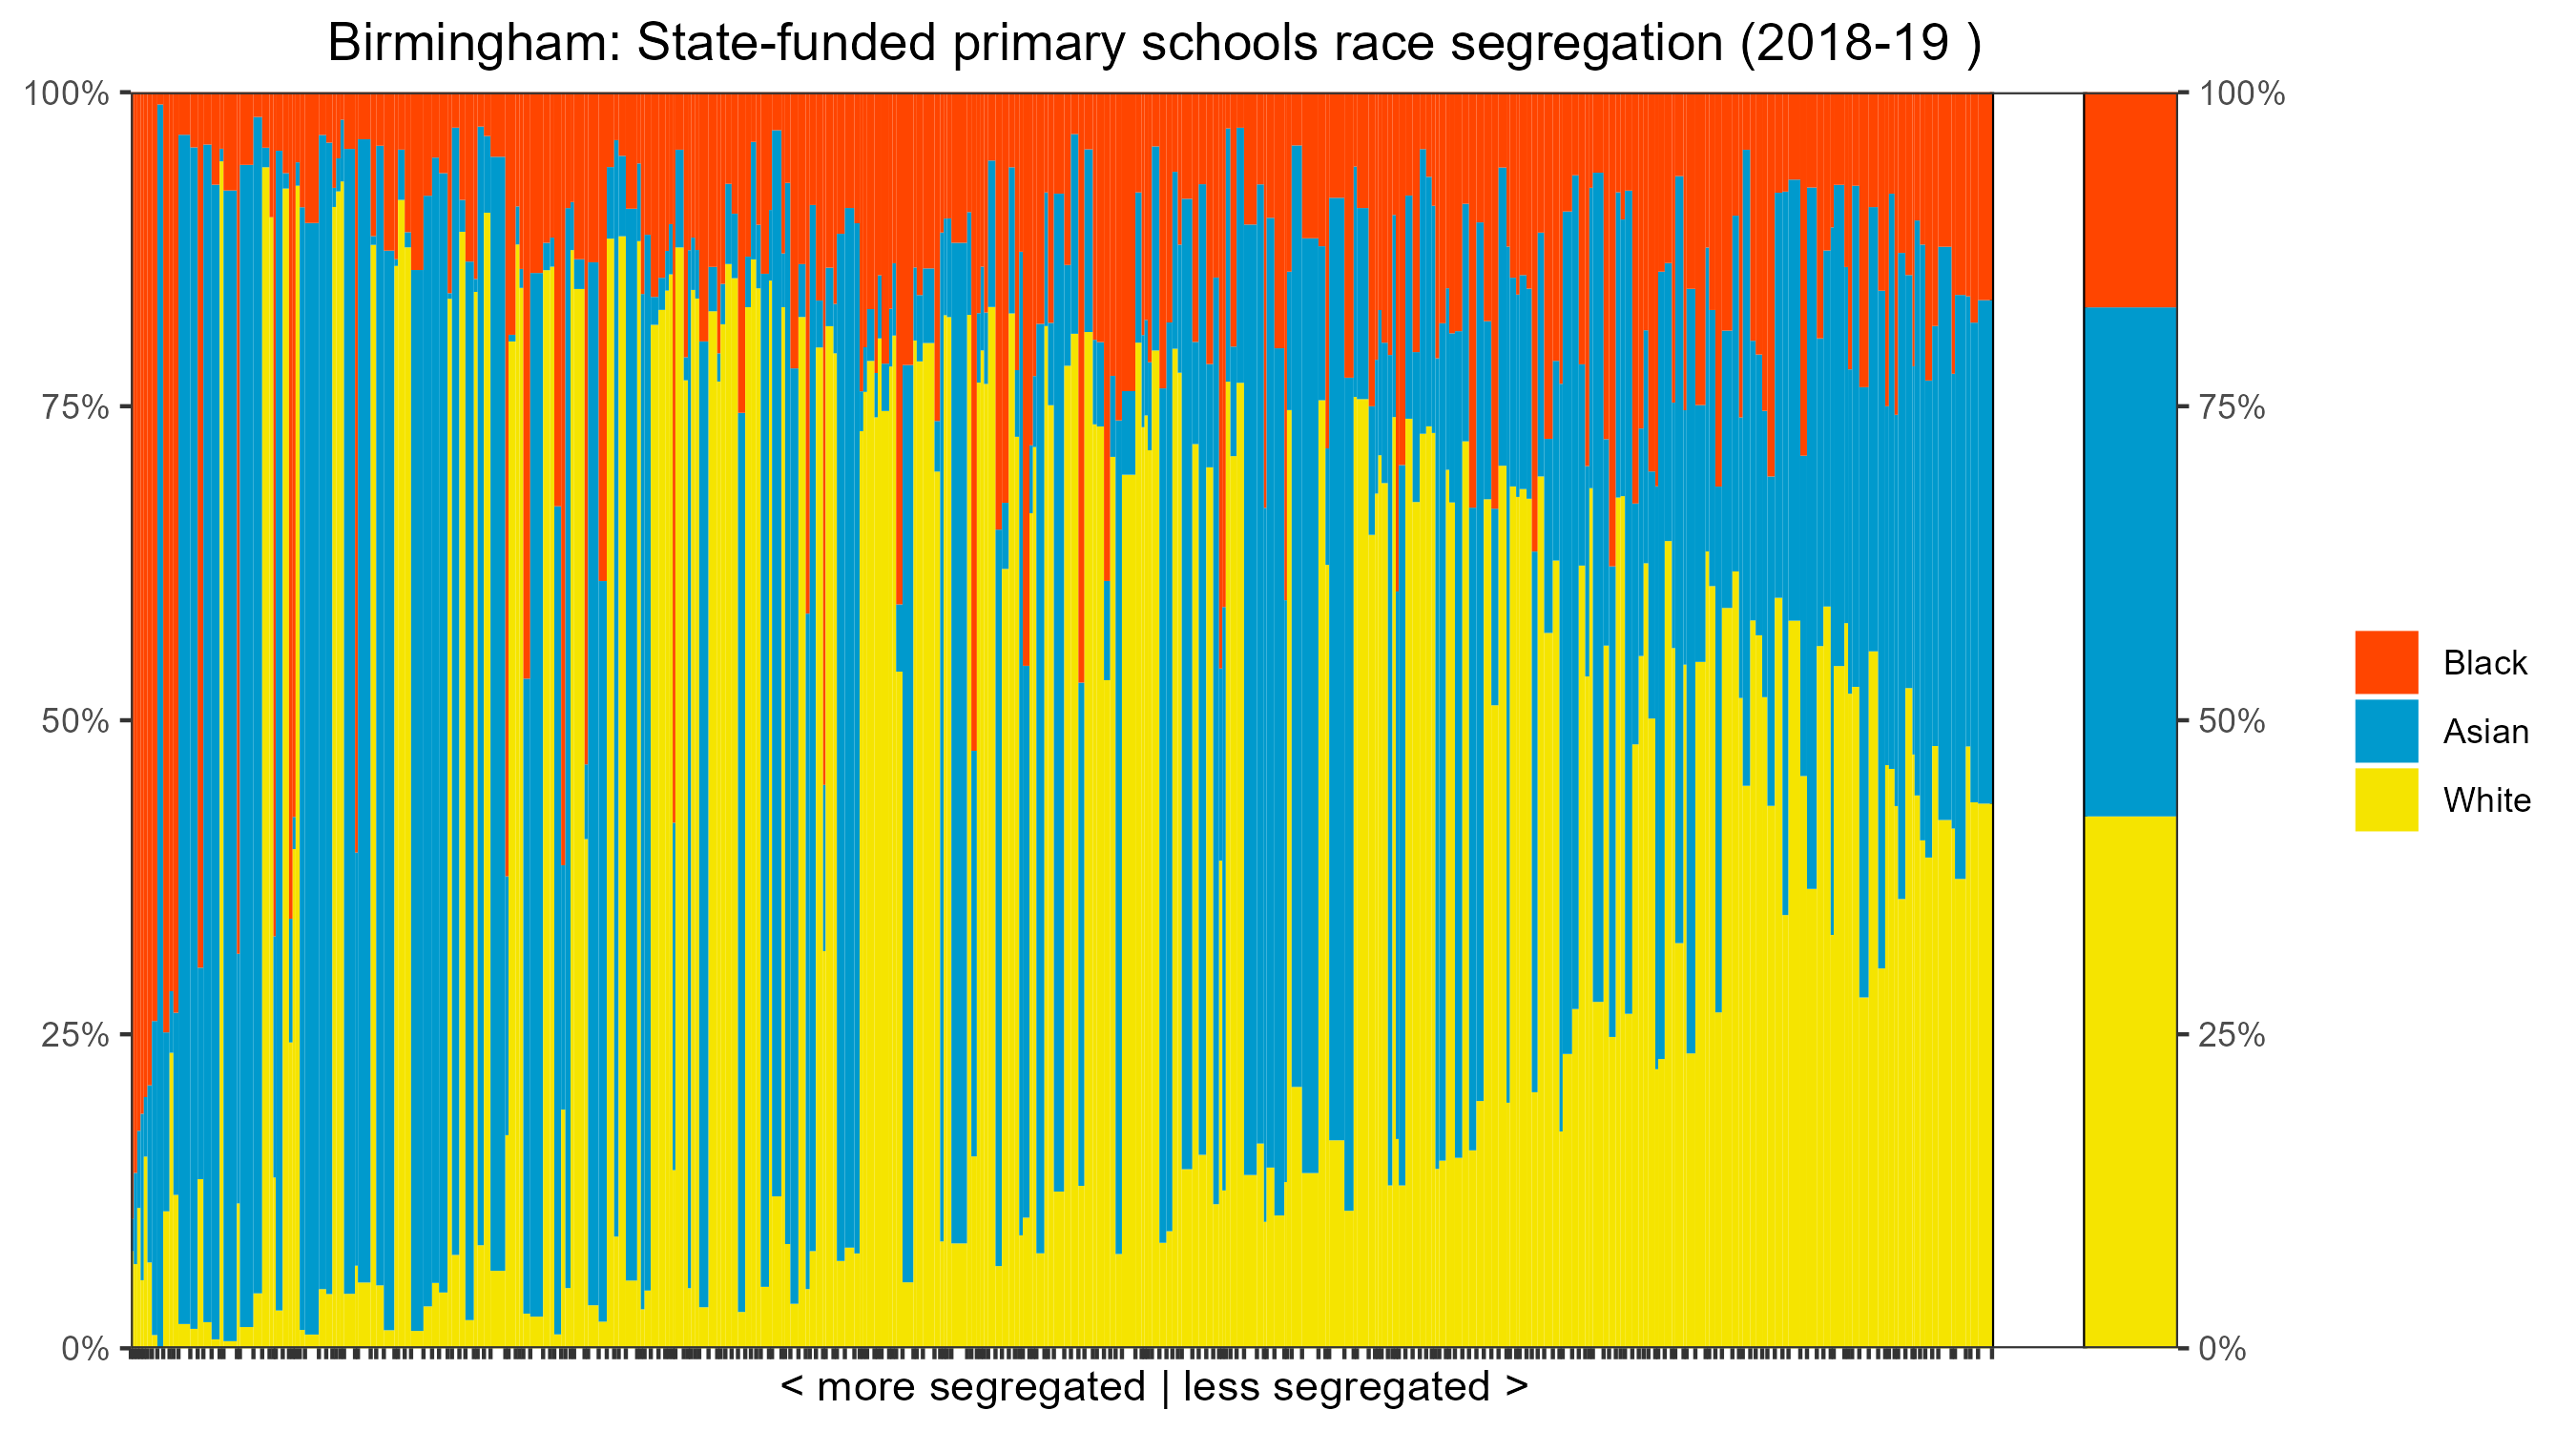 Birmingham: State-funded primary schools race segregation (2018-19 )
100%
75%
50%
25%
0%
100%
75%
50%
25%
0%
Black
Asian
White
< more segregated | less segregated >